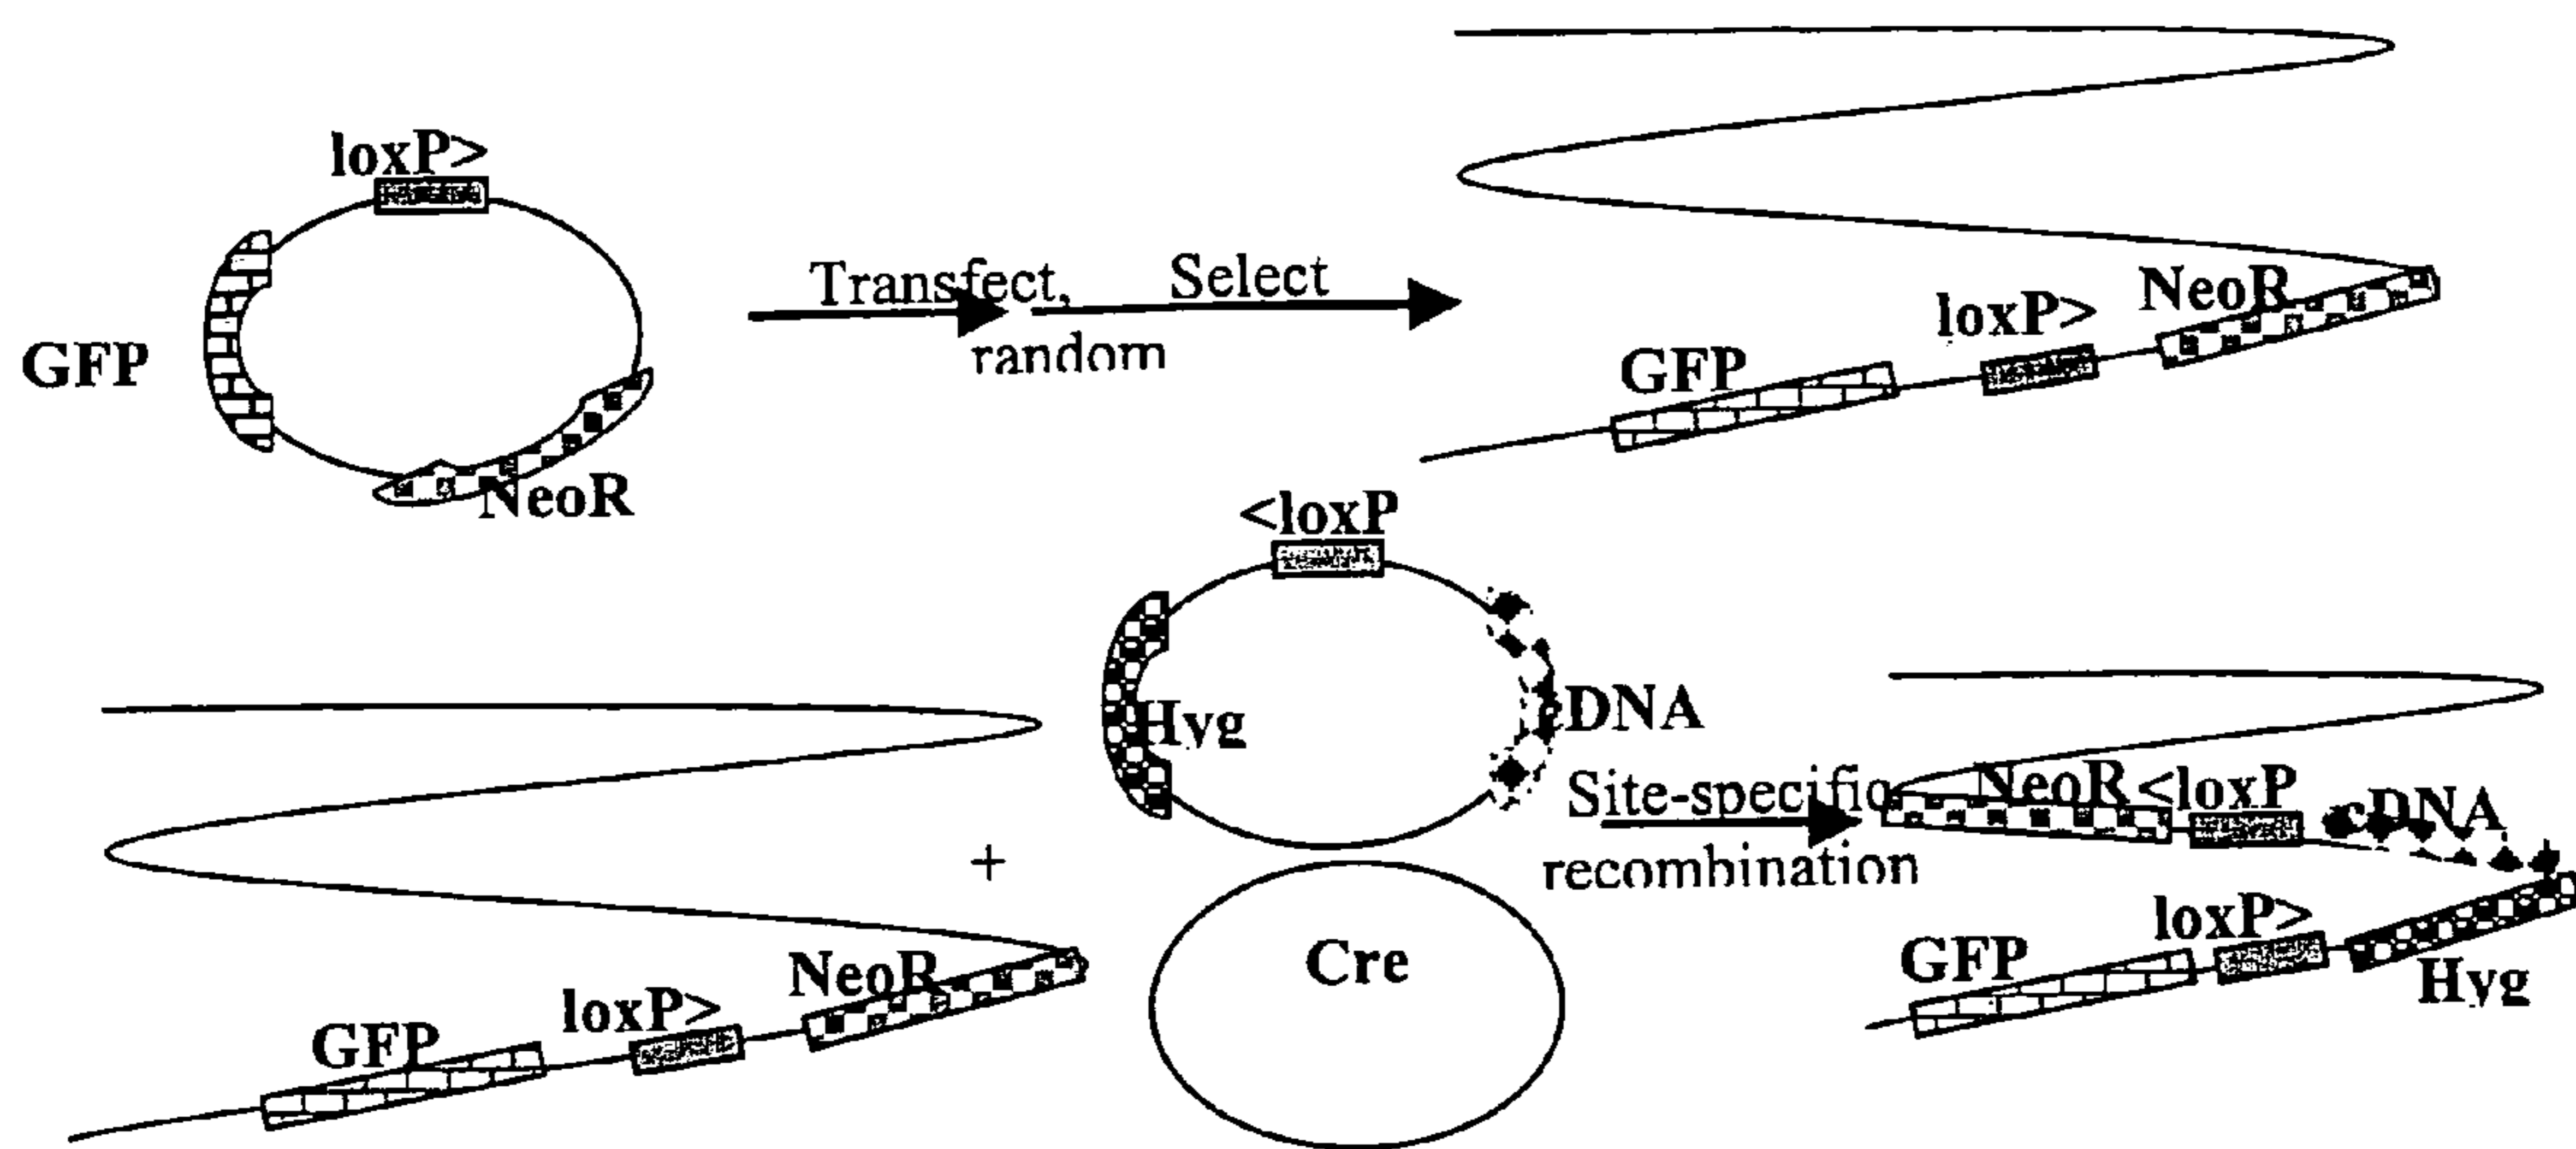 loxP>
GFP
NeoR
Transfect,
Select
random
GFP
loxP>
NeoR
<loxP
Hyg
cDNA
GFP
loxP>
NeoR
+
Cre
Site-specific
recombination
NeoR
<loxP
cDNA
GFP
loxP>
Hyg